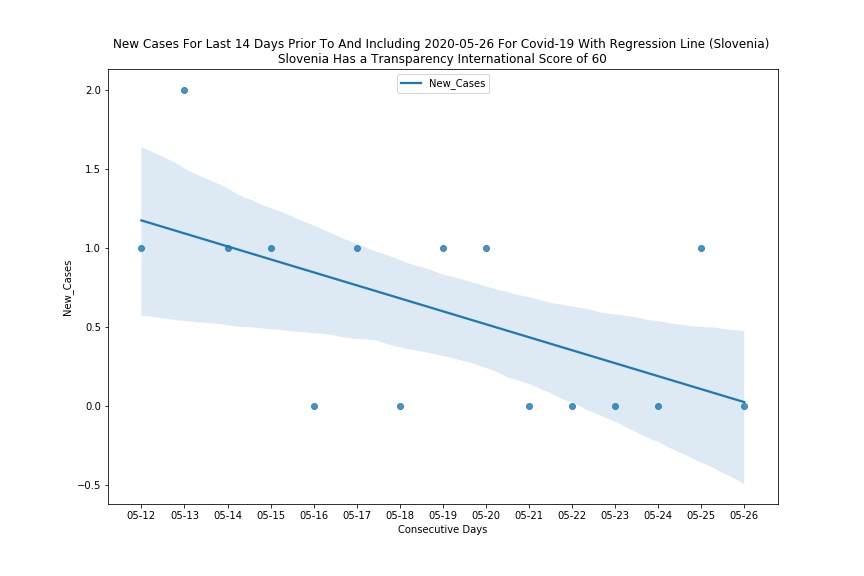 New Cases For Last 14 Days Prior To And Including 2020-05-26 For Covid-19 With Regression Line (Slovenia)
Slovenia Has a Transparency International Score of 60
New_Cases
2.0
1.5
1.0
0.5
0.0
−0.5
New_Cases
05-12 05-13 05-14 05-15 05-16 05-17 05-18 05-19 05-20 05-21 05-22 05-23 05-24 05-25 05-26
Consecutive Days